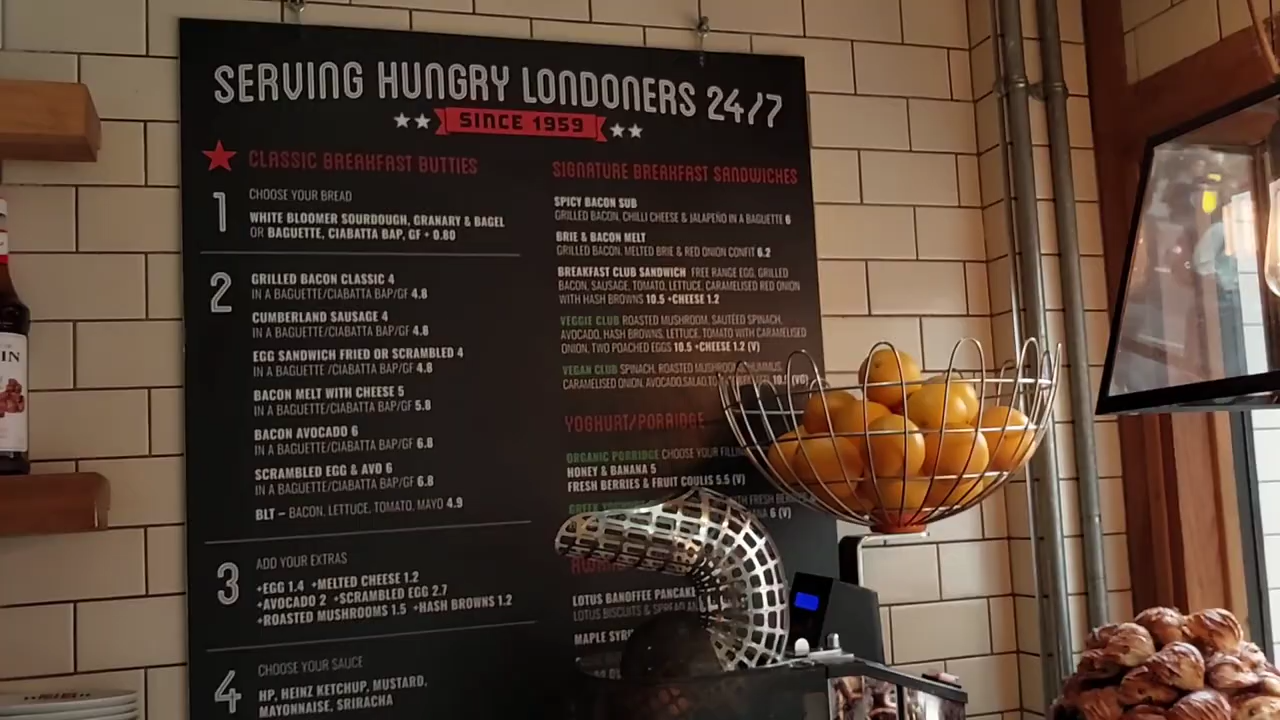 SERVING HUNGRY LONDONERS 24/7
SINCE 1959
CLASSIC BREAKFAST BUTTIES
1
CHOOSE YOUR BREAD
WHITE BLOOMER SOURDOUGH, GRANARY & BAGEL
OR BAGUETTE, CIABATTA BAP, GF + 0.80
2
GRILLED BACON CLASSIC 4
IN A BAGUETTE/CIABATTA BAP/GF 4.8
CUMBERLAND SAUSAGE 4
IN A BAGUETTE/CIABATTA BAP/GF 4.8
EGG SANDWICH FRIED OR SCRAMBLED 4
IN A BAGUETTE/CIABATTA BAP/GF 4.8
BACON MELT WITH CHEESE 5
IN A BAGUETTE/CIABATTA BAP/GF 5.8
BACON AVOCADO 6
IN A BAGUETTE/CIABATTA BAP/GF 6.8
SCRAMBLED EGG & AVO 6
IN A BAGUETTE/CIABATTA BAP/GF 6.8
BLT – BACON, LETTUCE, TOMATO, MAYO 4.9
3
ADD YOUR EXTRAS
+EGG 1.4 +MELTED CHEESE 1.2
+AVOCADO 2 +SCRAMBLED EGG 2.7
+ROASTED MUSHROOMS 1.5 +HASH BROWNS 1.2
4
CHOOSE YOUR SAUCE
HP, HEINZ KETCHUP, MUSTARD,
MAYONNAISE, SRIRACHA
SIGNATURE BREAKFAST SANDWICHES
SPICY BACON SUB
GRILLED BACON, CHILLI CHEESE & JALAPEÑO IN A BAGUETTE 6
BRIE & BACON MELT
GRILLED BACON, MELTED BRIE & RED ONION CONFIT 6.2
BREAKFAST CLUB SANDWICH FREE RANGE EGG, GRILLED
BACON, SAUSAGE, TOMATO, LETTUCE, CARAMELISED RED ONION
WITH HASH BROWNS 10.5 +CHEESE 1.2
VEGGIE CLUB ROASTED MUSHROOM, SAUTÉED SPINACH,
AVOCADO, HASH BROWNS, LETTUCE, TOMATO WITH CARAMELISED
ONION, TWO POACHED EGGS 10.5 +CHEESE 1.2 (V)
VEGAN CLUB SPINACH, ROASTED MUSHROOM, HUMMUS,
CARAMELISED ONION, AVOCADO, SALAD (VG)
YOGHURT/PORRIDGE
ORGANIC PORRIDGE CHOOSE YOUR
HONEY & BANANA 5
FRESH BERRIES & FRUIT COULIS 5.5 (V)
WITH FRESH
6 (V)
LOTUS BANOFFEE PANCAKE
LOTUS BISCUITS &
MAPLE